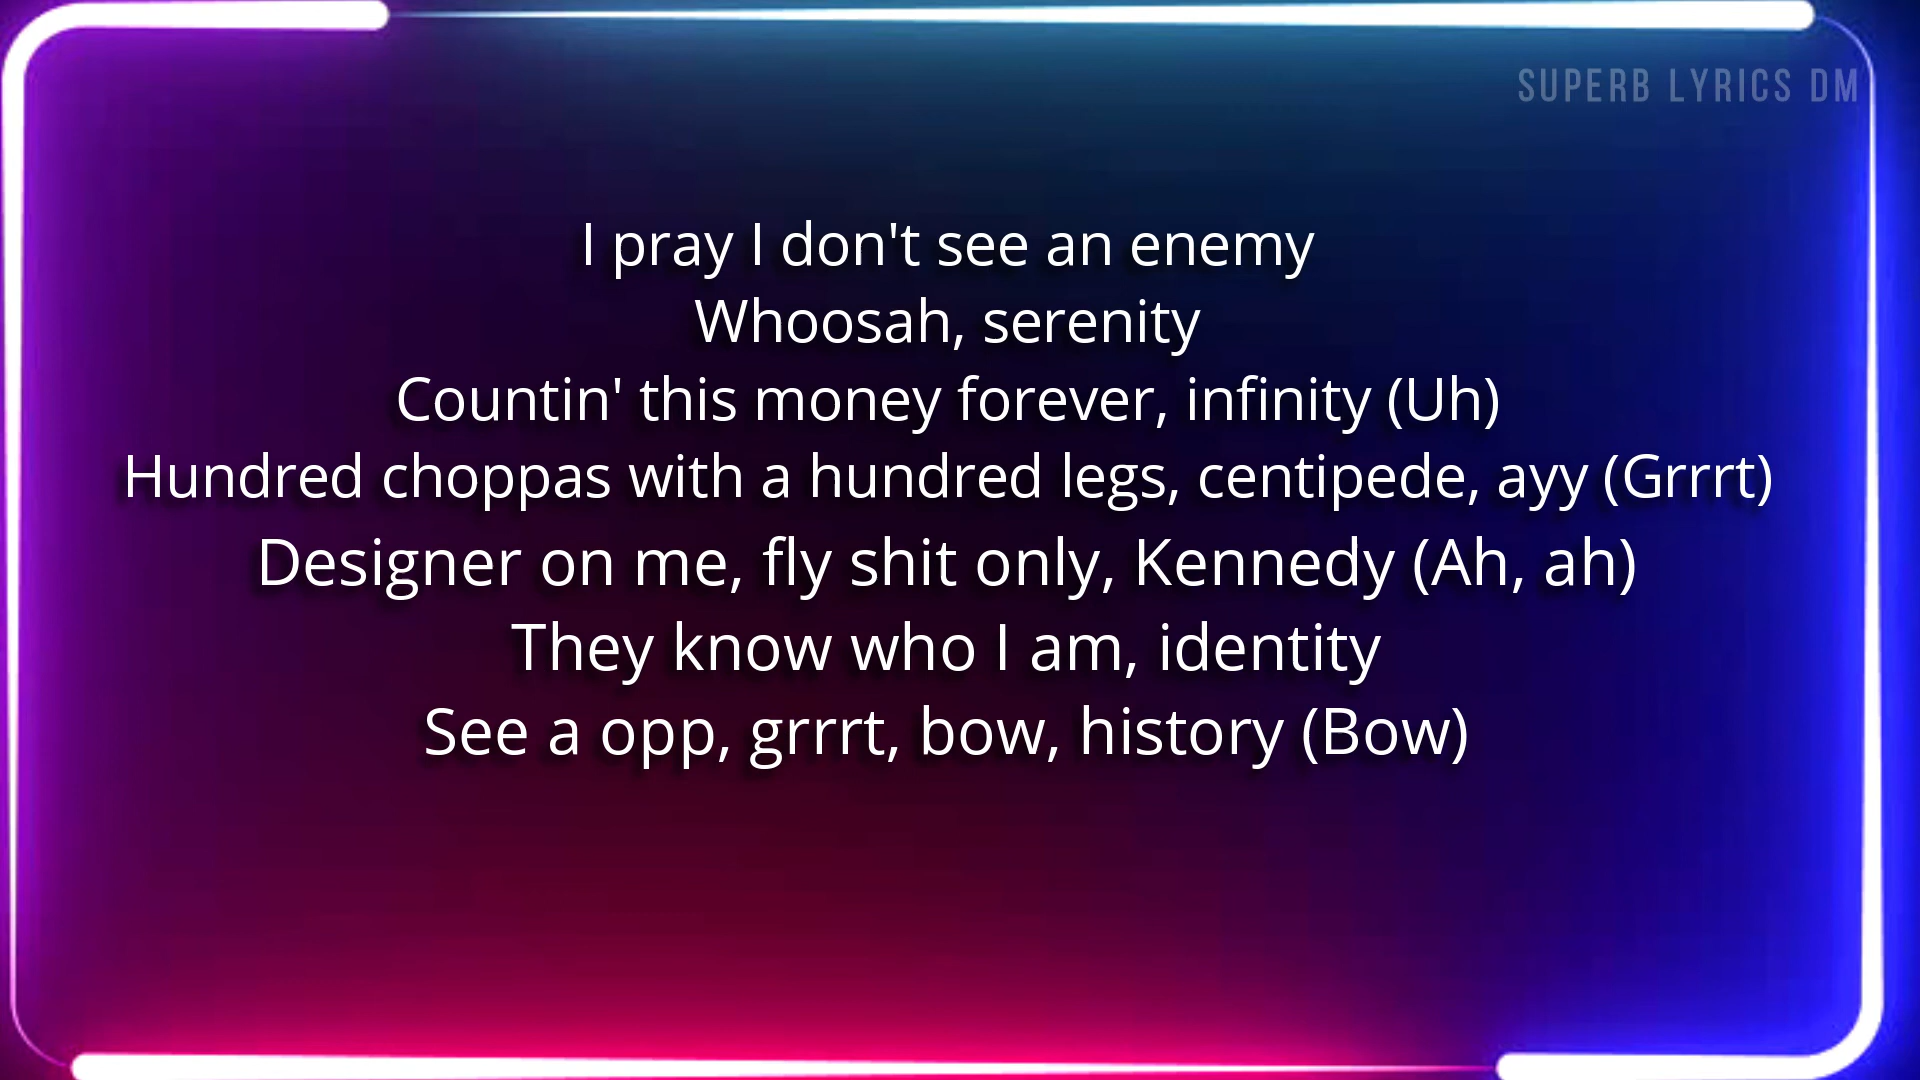 SUPERB LYRICS DM
I pray I don't see an enemy
Whoosah, serenity
Countin' this money forever, infinity (Uh)
Hundred choppas with a hundred legs, centipede, ayy (Grrrt)
Designer on me, fly shit only, Kennedy (Ah, ah)
They know who I am, identity
See a opp, grrrt, bow, history (Bow)